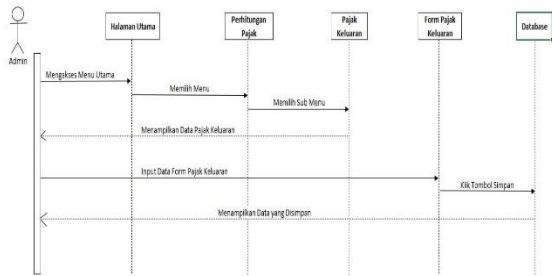 Halaman Utama
Perhitungan
Pajak
Pajak
Keluaran
Form Pajak
Keluaran
Database
Admin
Mengakses Menu Utama
Memilih Menu
Memilih Sub Menu
Menampilkan Data Pajak Keluaran
Input Data Form Pajak Keluaran
Klik Tombol Simpan
Menampilkan Data yang Disimpan